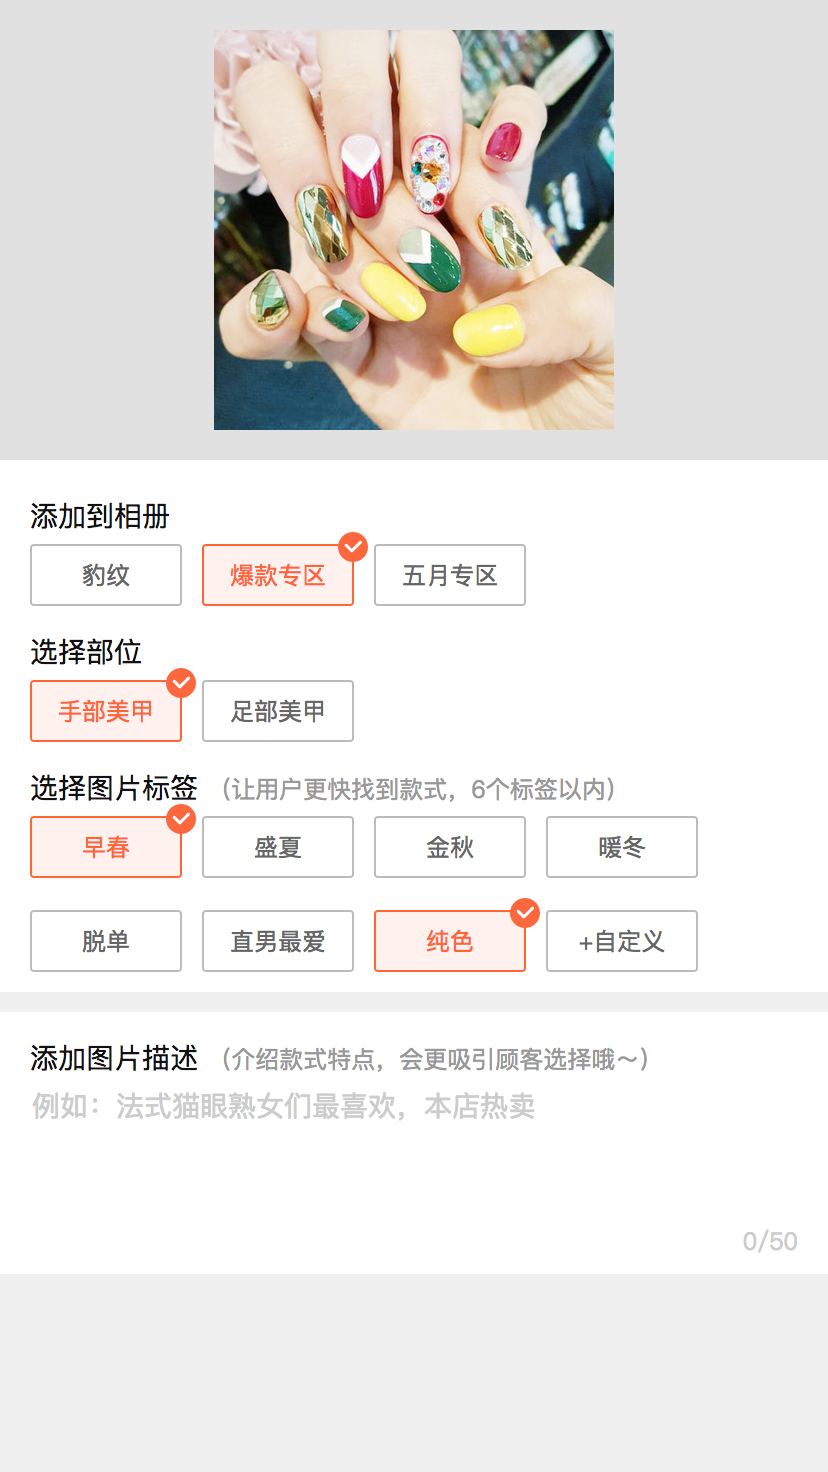 添加到相册
豹纹 爆款专区 五月专区
选择部位
手部美甲 足部美甲
选择图片标签 （让用户更快找到款式，6个标签以内）
早春 盛夏 金秋 暖冬
脱单 直男最爱 纯色 +自定义
添加图片描述 （介绍款式特点，会更吸引顾客选择哦～）
例如：法式猫眼熟女们最喜欢，本店热卖
0/50